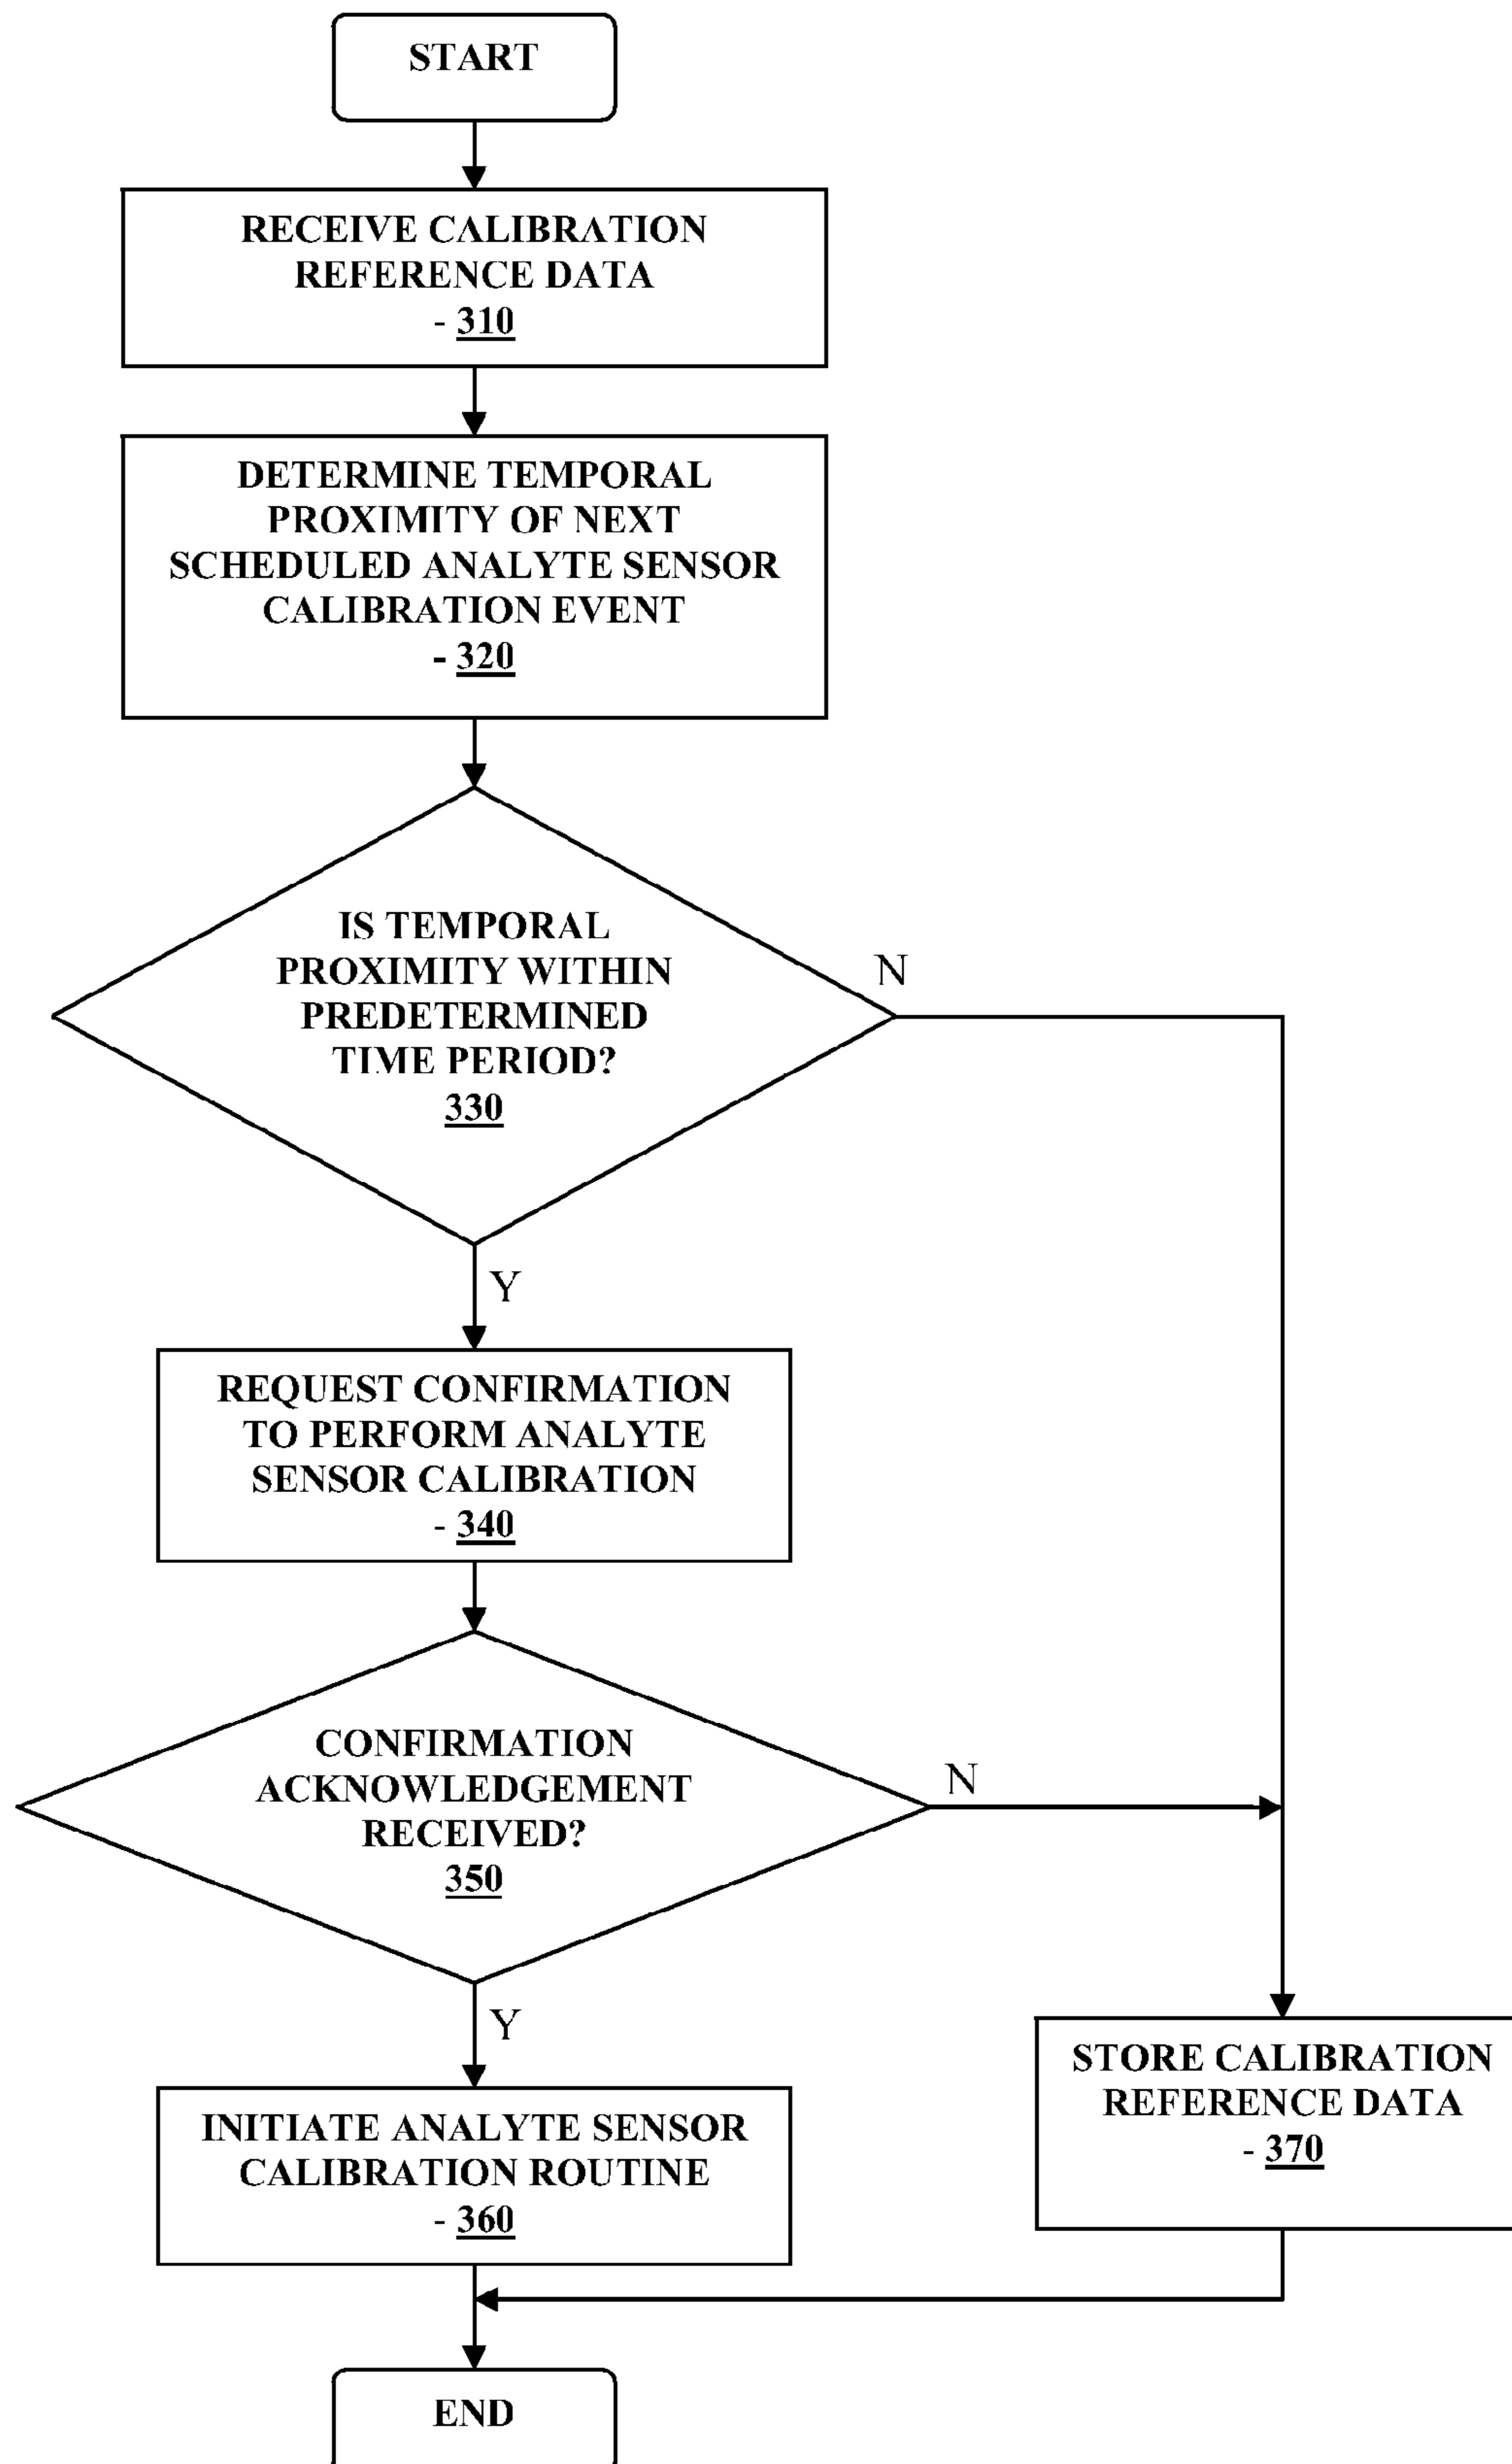 START
RECEIVE CALIBRATION
REFERENCE DATA
- 310
DETERMINE TEMPORAL
PROXIMITY OF NEXT
SCHEDULED ANALYTE SENSOR
CALIBRATION EVENT
- 320
IS TEMPORAL
PROXIMITY WITHIN
PREDETERMINED
TIME PERIOD?
330
N
Y
REQUEST CONFIRMATION
TO PERFORM ANALYTE
SENSOR CALIBRATION
- 340
CONFIRMATION
ACKNOWLEDGEMENT
RECEIVED?
350
N
Y
INITIATE ANALYTE SENSOR
CALIBRATION ROUTINE
- 360
STORE CALIBRATION
REFERENCE DATA
- 370
END